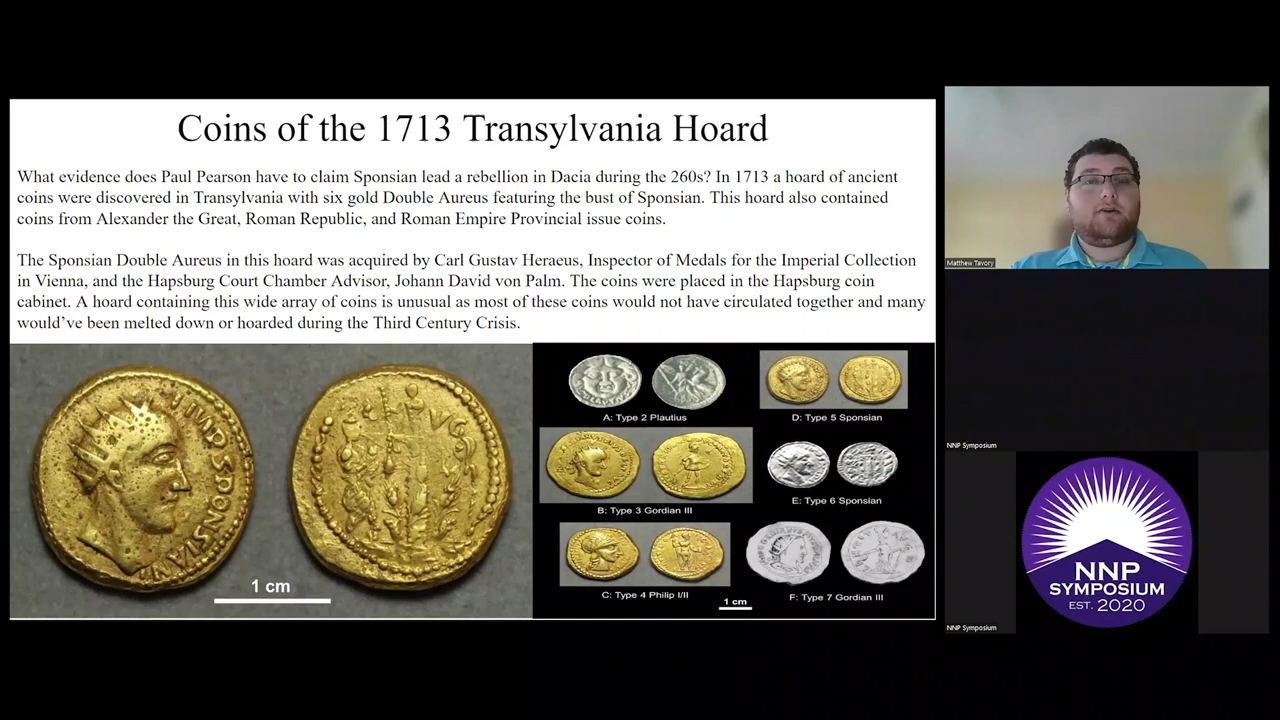 Coins of the 1713 Transylvania Hoard
What evidence does Paul Pearson have to claim Sponsian lead a rebellion in Dacia during the 260s? In 1713 a hoard of ancient
coins were discovered in Transylvania with six gold Double Aureus featuring the bust of Sponsian. This hoard also contained
coins from Alexander the Great, Roman Republic, and Roman Empire Provincial issue coins.
The Sponsian Double Aureus in this hoard was acquired by Carl Gustav Heraeus, Inspector of Medals for the Imperial Collection
in Vienna, and the Hapsburg Court Chamber Advisor, Johann David von Palm. The coins were placed in the Hapsburg coin
cabinet. A hoard containing this wide array of coins is unusual as most of these coins would not have circulated together and many
would've been melted down or hoarded during the Third Century Crisis.
IMP SPONSIANI
C VG
1 cm
A: Type 2 Plautius
D: Type 5 Sponsian
B: Type 3 Gordian III
E: Type 6 Sponsian
C: Type 4 Philip I/II
1 cm
F: Type 7 Gordian III
Matthew Tavory
NNP Symposium
NNP
SYMPOSIUM
EST. 2020
NNP Symposium